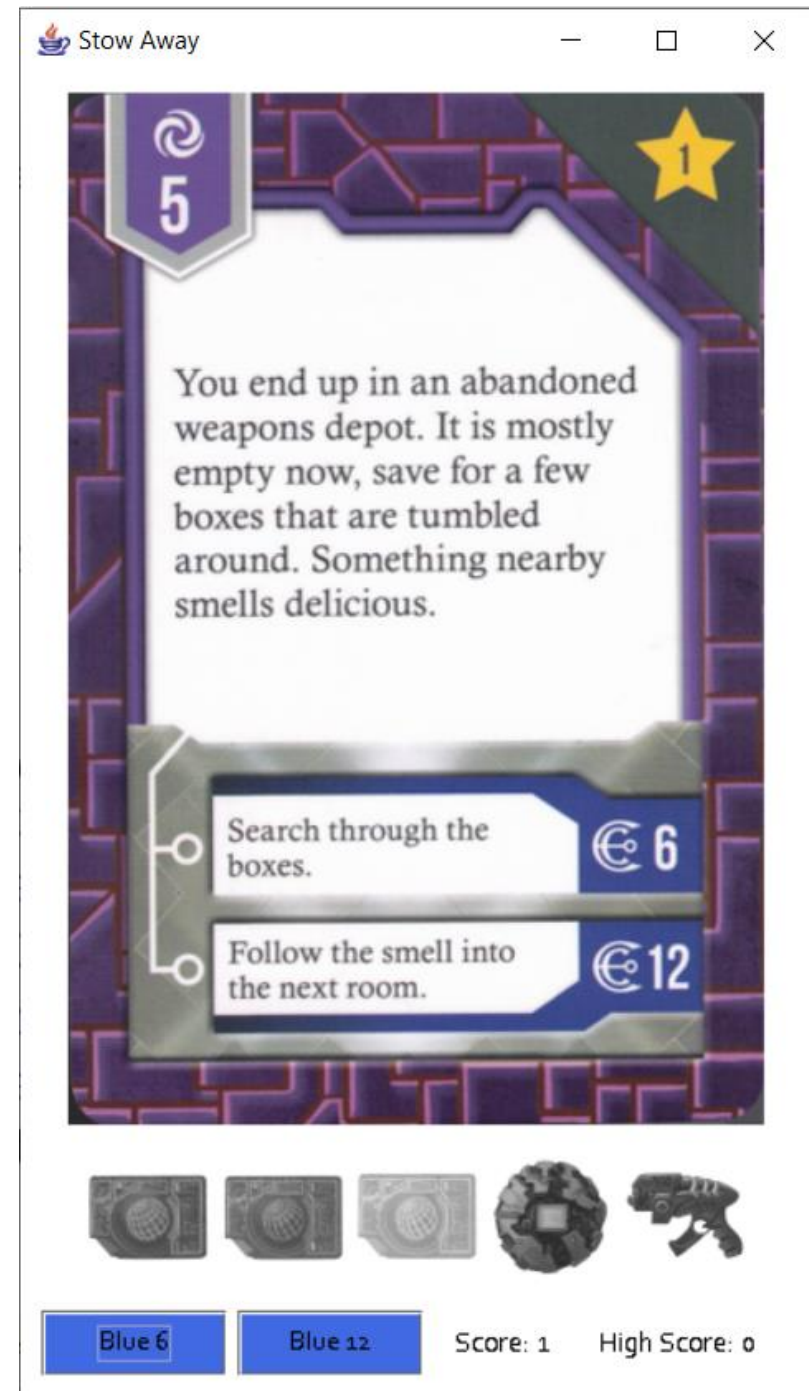 Stow Away
5
1
You end up in an abandoned
weapons depot. It is mostly
empty now, save for a few
boxes that are tumbled
around. Something nearby
smells delicious.
Search through the
boxes.
6
Follow the smell into
the next room.
12
Blue 6
Blue 12
Score: 1
High Score: 0